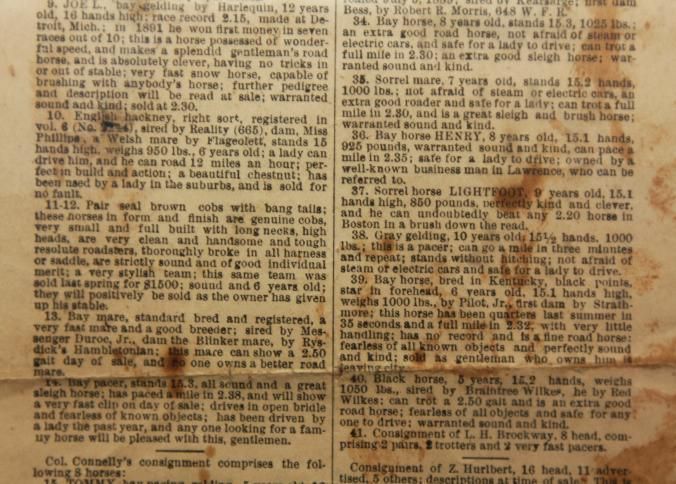 9. JOE L., bay gelding by Harlequin, 12 years
old, 16 hands high; race record 2.15, made at De-
troit, Mich.; in 1891 he won first money in seven
races out of 10; this is a horse possessed of wonder-
ful speed, and makes a splendid gentleman's road
horse, and is absolutely clever, having no tricks in
or out of stable; very fast snow horse, capable of
brushing with anybody's horse; further pedigree
and description will be read at sale; warranted
sound and kind; sold at 2.30.
10. English hackney, right sort, registered in
vol. 6 (No. ), sired by Reality (665), dam, Miss
Phillips, a Welsh mare by Flageolett, stands 15
hands high, weighs 950 lbs., 6 years old; a lady can
drive him, and he can road 12 miles an hour; per-
fect in build and action; a beautiful chestnut; has
been used by a lady in the suburbs, and is sold for
no fault.
11-12. Pair seal brown cobs with bang tails;
these horses in form and finish are genuine cobs,
very small and full built with long necks, high
heads, are very clean and handsome and tough
resolute roadsters, thoroughly broke in all harness
or saddle, are strictly sound and of good individual
merit; a very stylish team; this same team was
sold last spring for $1500; sound and 6 years old;
they will positively be sold as the owner has given
up his stable.
13. Bay mare, standard bred and registered, a
very fast mare and a good breeder; sired by Mes-
senger Duroc, Jr., dam the Blinker mare, by Rys-
dick's Hambletonian; this mare can show a 2.50
gait day of sale, and no one owns a better road
mare.
14. Bay pacer, stands 15.3, all sound and a great
sleigh horse; has paced a mile in 2.38, and will show
a very fast clip on day of sale; drives in open bridle
and fearless of known objects; has been driven by
a lady the past year, and any one looking for a fam-
ily horse will be pleased with this, gentlemen.
Col. Connelly's consignment comprises the fol-
lowing 8 horses:
15. TOMMY, bay
first dam
Bess, by Robert R. Morris, 648 W. F. H.
34. Bay horse, 8 years old, stands 15.3, 1025 lbs.;
an extra good road horse, not afraid of steam or
electric cars, and safe for a lady to drive; can trot a
full mile in 2.30; an extra good sleigh horse; war-
ranted sound and kind.
35. Sorrel mare, 7 years old, stands 15.2 hands,
1000 lbs.; not afraid of steam or electric cars, an
extra good roader and safe for a lady; can trot a full
mile in 2.30, and is a great sleigh and brush horse;
warranted sound and kind.
36. Bay horse HENRY, 8 years old, 15.1 hands,
925 pounds, warranted sound and kind, can pace a
mile in 2.35; safe for a lady to drive; owned by a
well-known business man in Lawrence, who can be
referred to.
37. Sorrel horse LIGHTFOOT, 9 years old, 15.1
hands high, 850 pounds, perfectly kind and clever,
and he can undoubtedly beat any 2.20 horse in
Boston in a brush down the read.
38. Gray gelding, 10 years old, 15½ hands, 1000
lbs.; this is a pacer; can go a mile in three minutes
and repeat; stands without hitching; not afraid of
steam or electric cars and safe for a lady to drive.
39. Bay horse, bred in Kentucky, black points,
star in forehead, 6 years old, 15.1 hands high,
weighs 1000 lbs., by Pilot, Jr., first dam by Strath-
more; this horse has been quarters last summer in
35 seconds and a full mile in 2.32, with very little
handling; has no record and is a fine road horse;
fearless of all known objects and perfectly sound
and kind; sold as gentleman who owns him is
leaving city.
40. Black horse, 5 years, 15.2 hands, weighs
1050 lbs., sired by Braintree Wilkes, he by Red
Wilkes; can trot a 2.50 gait and is an extra good
road horse; fearless of all objects and safe for any
one to drive; warranted sound and kind.
41. Consignment of L. H. Brockway, 8 head, com-
prising 2 pairs, 2 trotters and 2 very fast pacers.
Consignment of Z. Hurlbert, 16 head, 11 adver-
tised, 5 others; descriptions at time of sale.